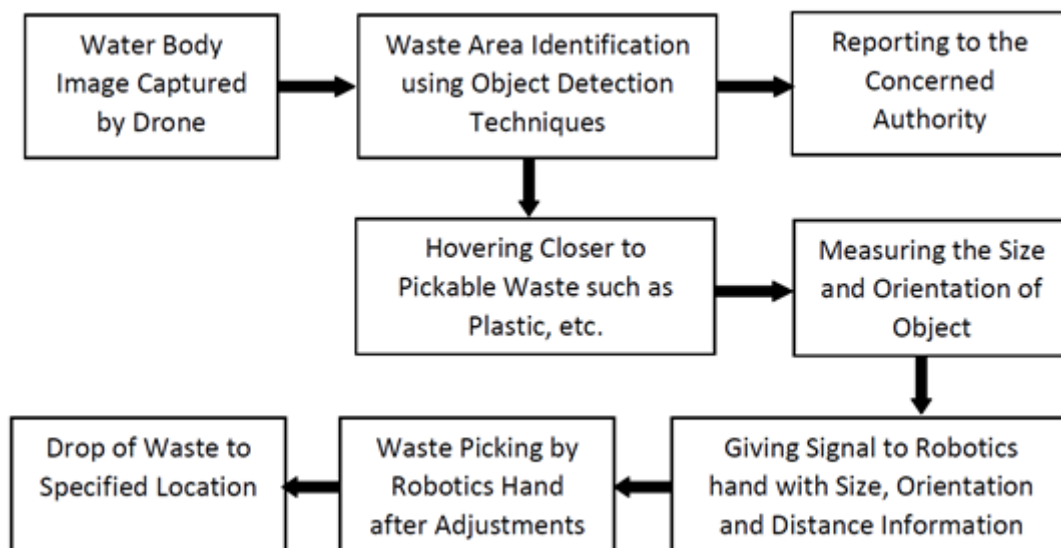 Water Body
Image Captured
by Drone
Waste Area Identification
using Object Detection
Techniques
Reporting to the
Concerned
Authority
Hovering Closer to
Pickable Waste such as
Plastic, etc.
Measuring the Size
and Orientation of
Object
Giving Signal to Robotics
hand with Size, Orientation
and Distance Information
Waste Picking by
Robotics Hand
after Adjustments
Drop of Waste to
Specified Location